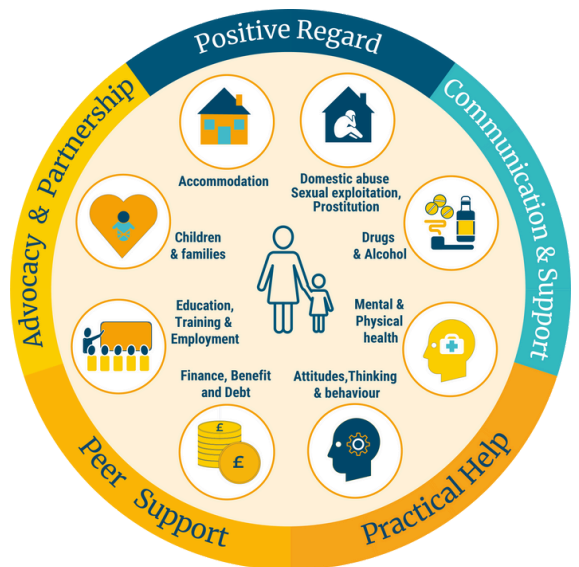 Positive Regard
Communication & Support
Practical Help
Peer Support
Advocacy & Partnership
Accommodation
Domestic abuse
Sexual exploitation,
Prostitution
Drugs
& Alcohol
Mental &
Physical
health
Attitudes,Thinking
& behaviour
£
£
Finance, Benefit
and Debt
Education,
Training &
Employment
Children
& families